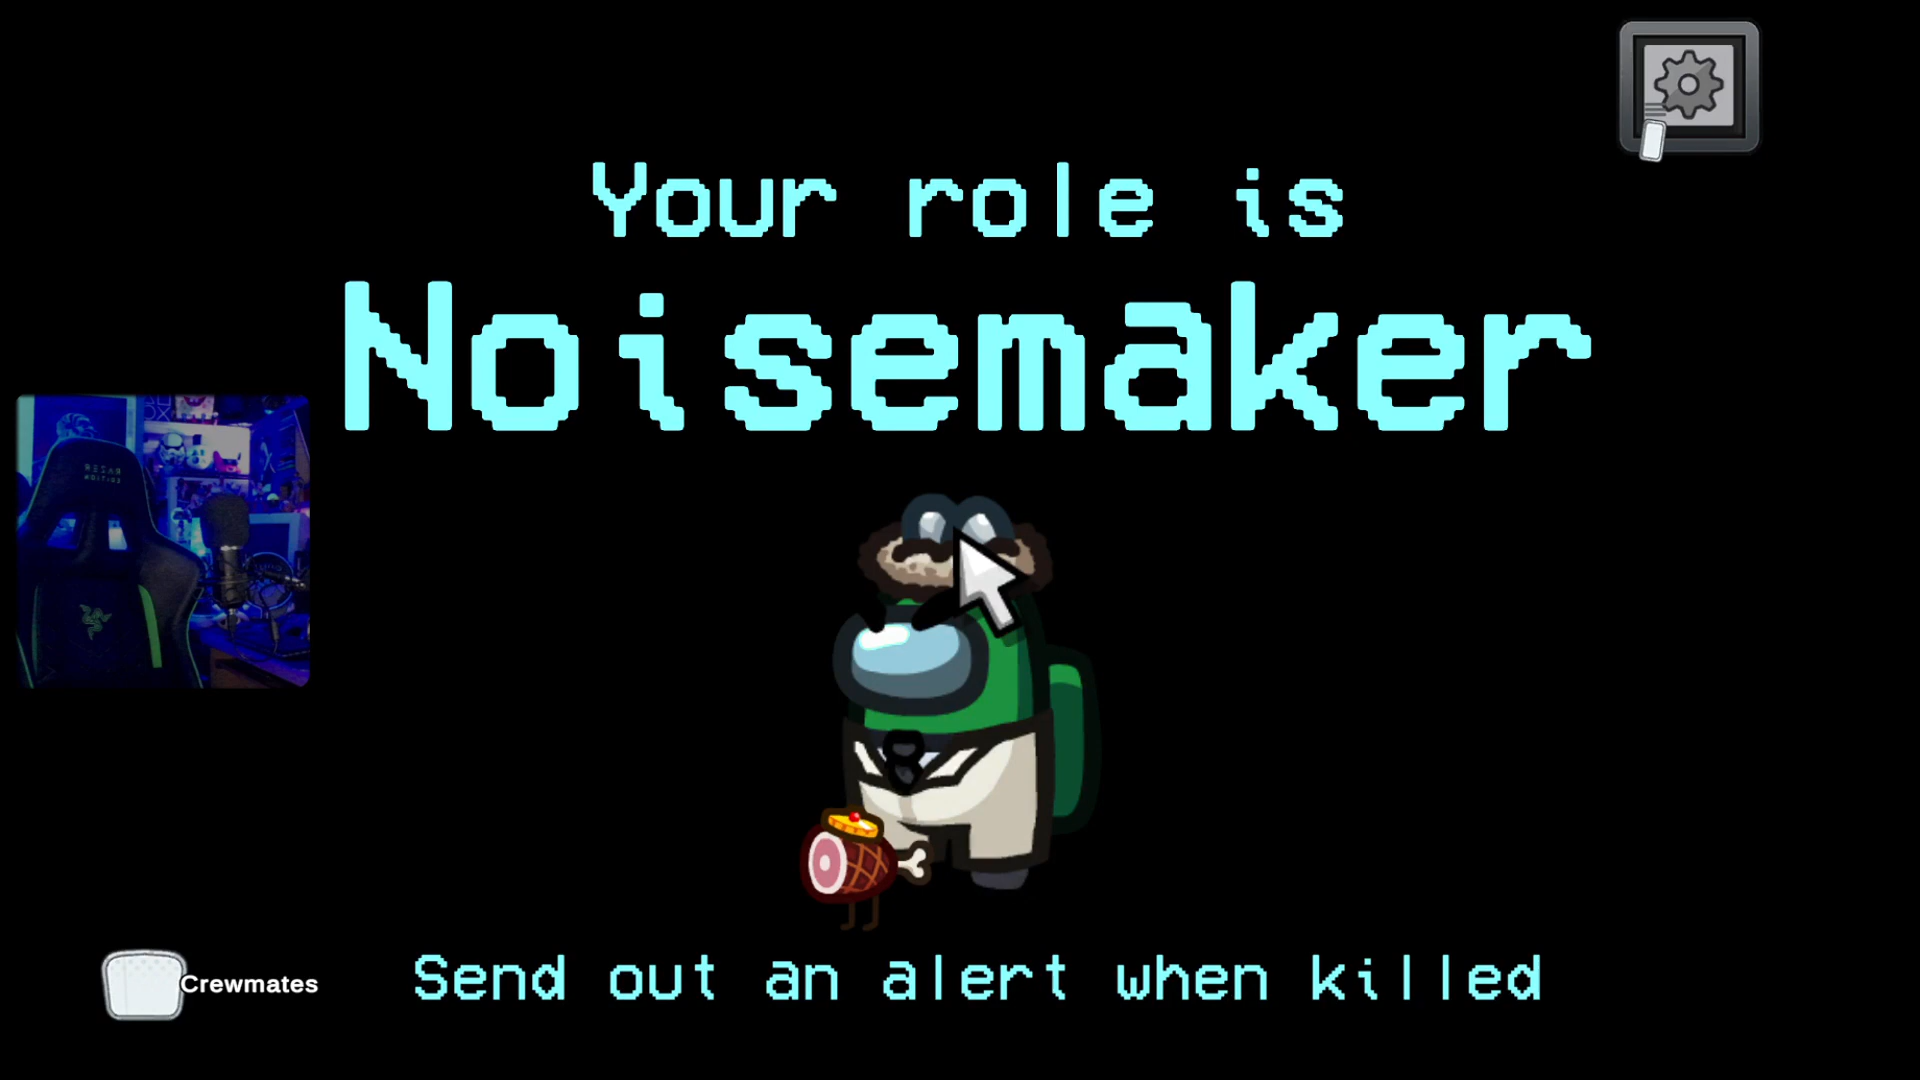 Your role is
Noisemaker
Crewmates
Send out an alert when killed